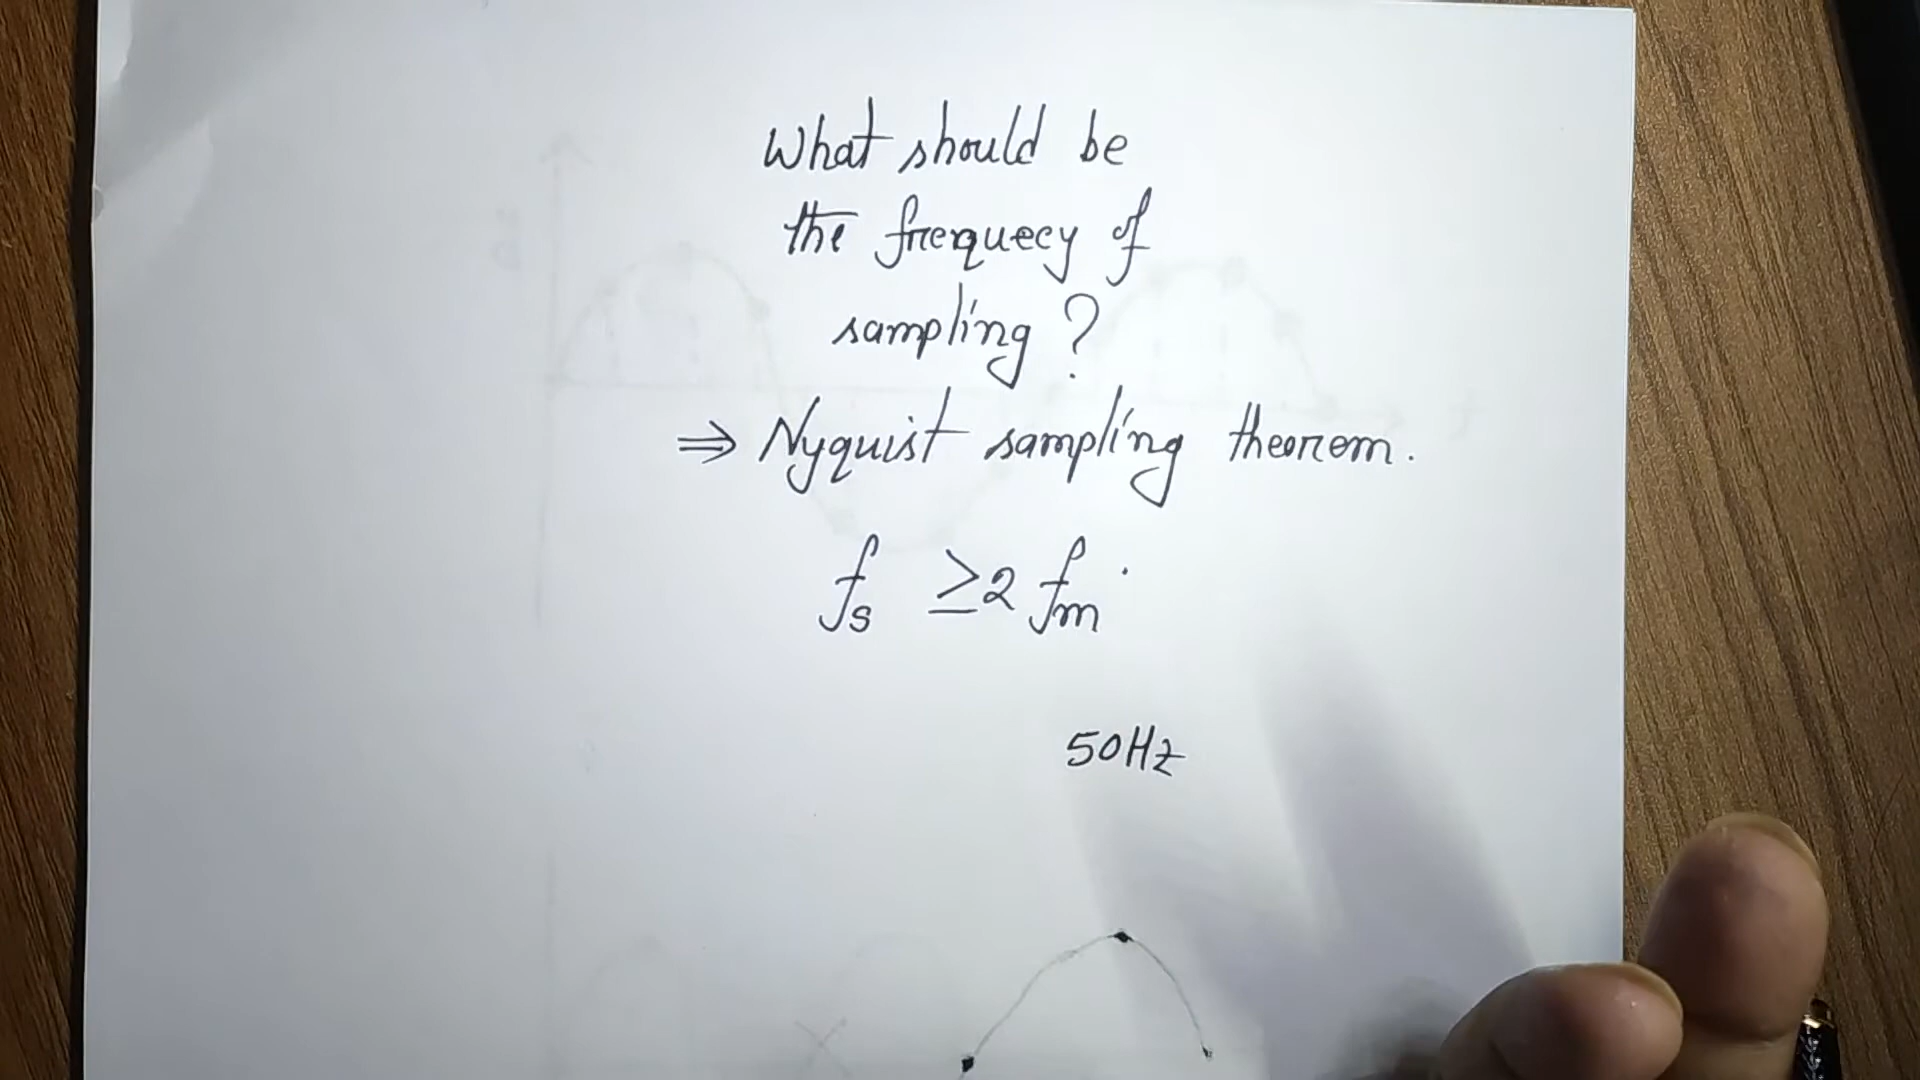 What should be
the frequecy of
sampling ?
⇒ Nyquist sampling theorem.
fs ≥2 fm.
50Hz